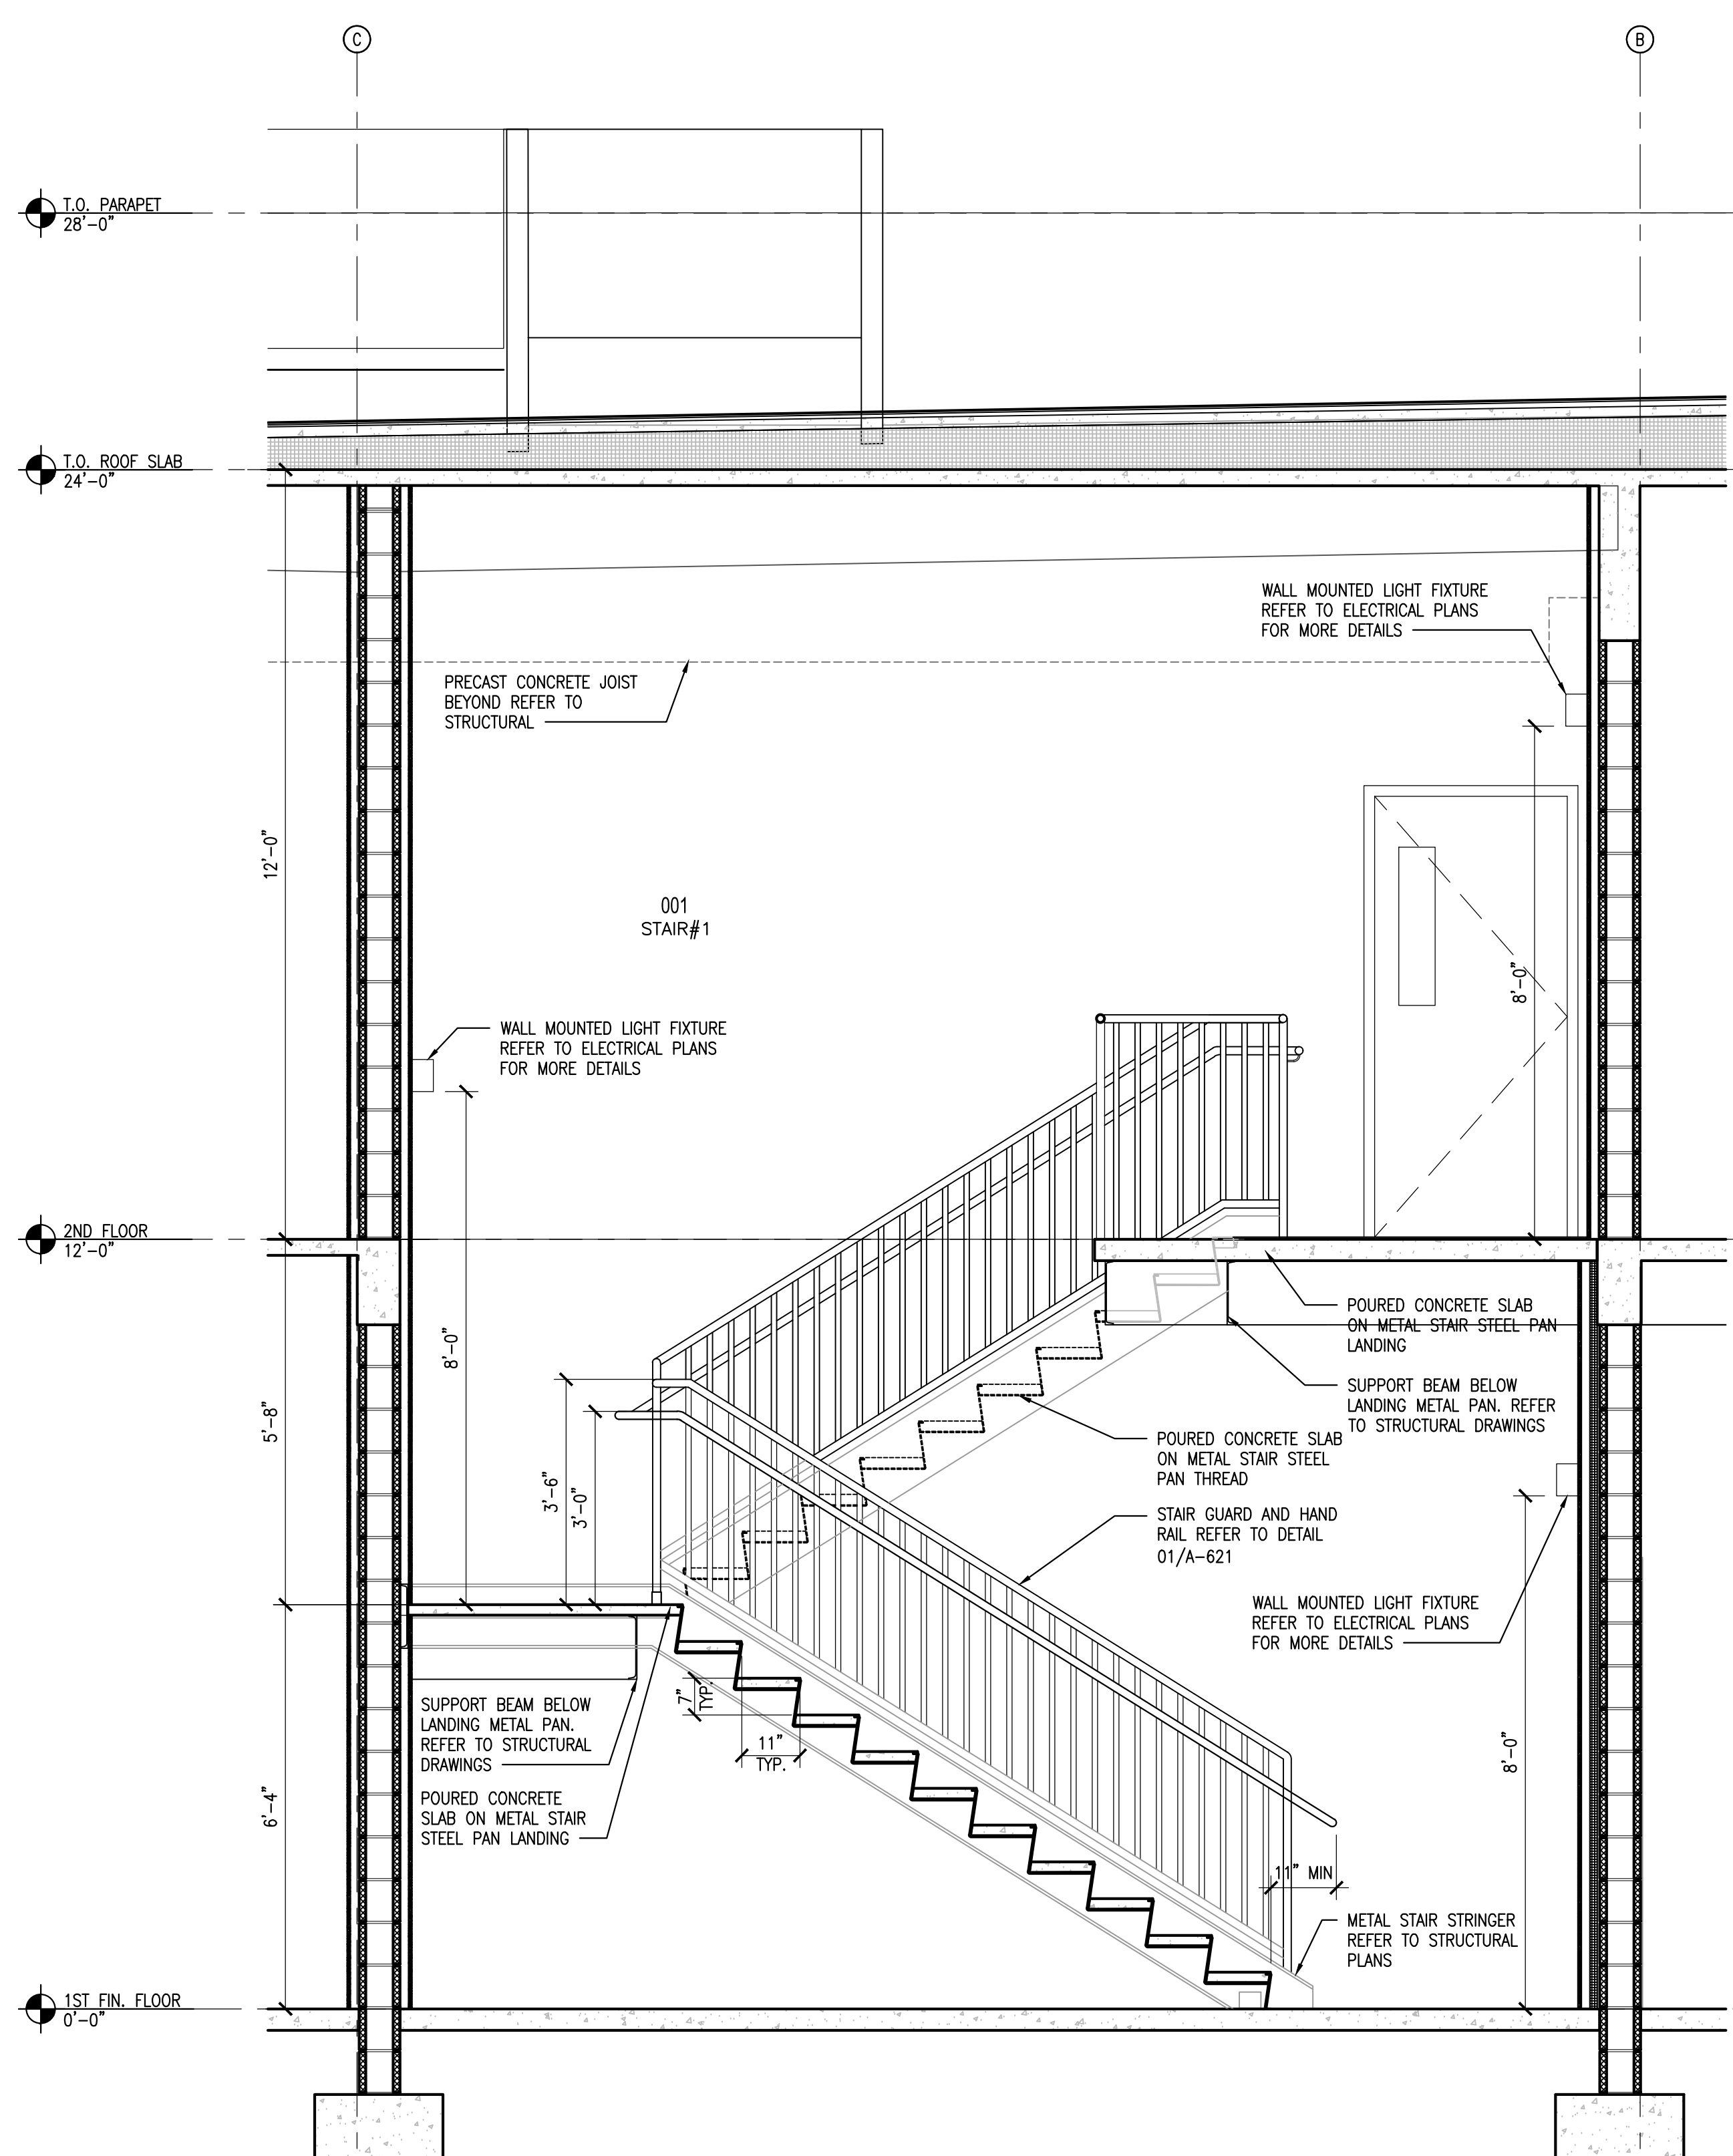 C
B
T.O. PARAPET
28'-0"
T.O. ROOF SLAB
24'-0"
WALL MOUNTED LIGHT FIXTURE
REFER TO ELECTRICAL PLANS
FOR MORE DETAILS
PRECAST CONCRETE JOIST
BEYOND REFER TO
STRUCTURAL
12'-0"
001
STAIR#1
8'-0"
WALL MOUNTED LIGHT FIXTURE
REFER TO ELECTRICAL PLANS
FOR MORE DETAILS
2ND FLOOR
12'-0"
POURED CONCRETE SLAB
ON METAL STAIR STEEL PAN
LANDING
8'-0"
SUPPORT BEAM BELOW
LANDING METAL PAN. REFER
TO STRUCTURAL DRAWINGS
5'-8"
POURED CONCRETE SLAB
ON METAL STAIR STEEL
PAN THREAD
3'-6"
3'-0"
STAIR GUARD AND HAND
RAIL REFER TO DETAIL
01/A-621
WALL MOUNTED LIGHT FIXTURE
REFER TO ELECTRICAL PLANS
FOR MORE DETAILS
SUPPORT BEAM BELOW
LANDING METAL PAN.
REFER TO STRUCTURAL
DRAWINGS
7"
TYP.
11"
TYP.
8'-0"
6'-4"
POURED CONCRETE
SLAB ON METAL STAIR
STEEL PAN LANDING
11" MIN
METAL STAIR STRINGER
REFER TO STRUCTURAL
PLANS
1ST FIN. FLOOR
0'-0"